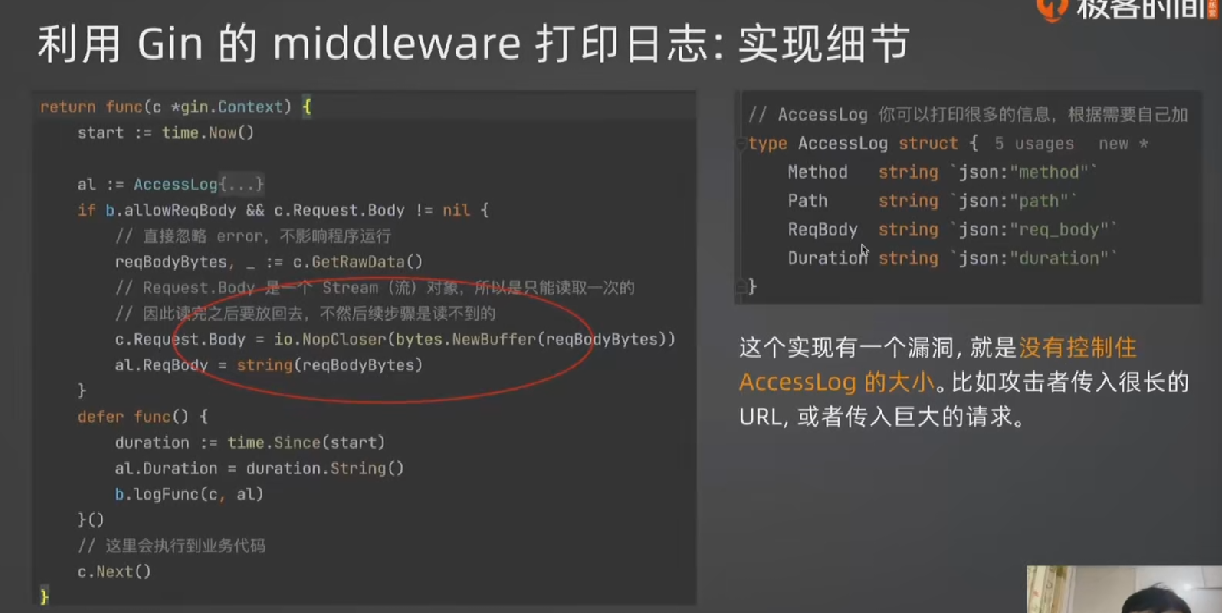 极客时间
利用 Gin 的 middleware 打印日志: 实现细节
return func(c *gin.Context) {
start := time.Now()
al := AccessLog{...}
if b.allowReqBody && c.Request.Body != nil {
// 直接忽略 error，不影响程序运行
reqBodyBytes, _ := c.GetRawData()
// Request.Body 是一个 Stream（流）对象，所以是只能读取一次的
// 因此读完之后要放回去，不然后续步骤是读不到的
c.Request.Body = io.NopCloser(bytes.NewBuffer(reqBodyBytes))
al.ReqBody = string(reqBodyBytes)
}
defer func() {
duration := time.Since(start)
al.Duration = duration.String()
b.logFunc(c, al)
}()
// 这里会执行到业务代码
c.Next()
}
// AccessLog 你可以打印很多的信息，根据需要自己加
type AccessLog struct { 5 usages new *
Method string `json:"method"`
Path string `json:"path"`
ReqBody string `json:"req_body"`
Duration string `json:"duration"`
}
这个实现有一个漏洞, 就是没有控制住
AccessLog 的大小。比如攻击者传入很长的
URL, 或者传入巨大的请求。